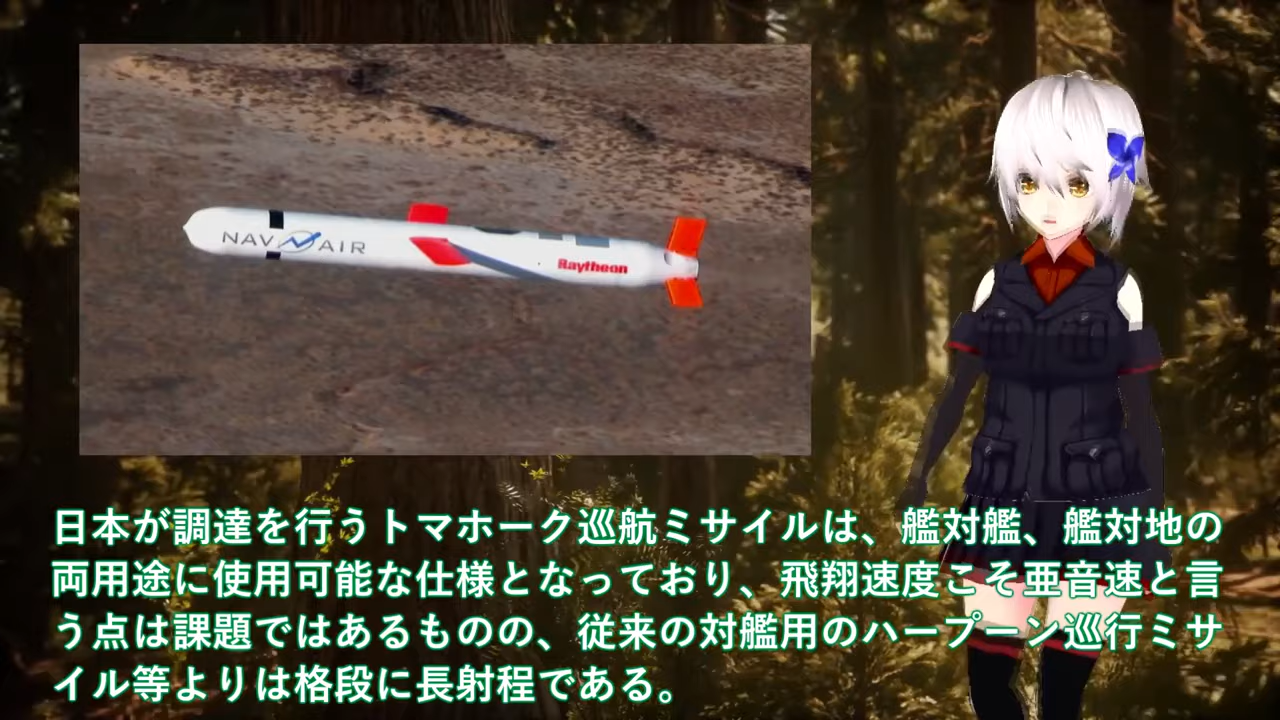 NAVAIR
Raytheon
日本が調達を行うトマホーク巡航ミサイルは、艦対艦、艦対地の
両用途に使用可能な仕様となっており、飛翔速度こそ亜音速と言
う点は課題ではあるものの、従来の対艦用のハープーン巡行ミサ
イル等よりは格段に長射程である。